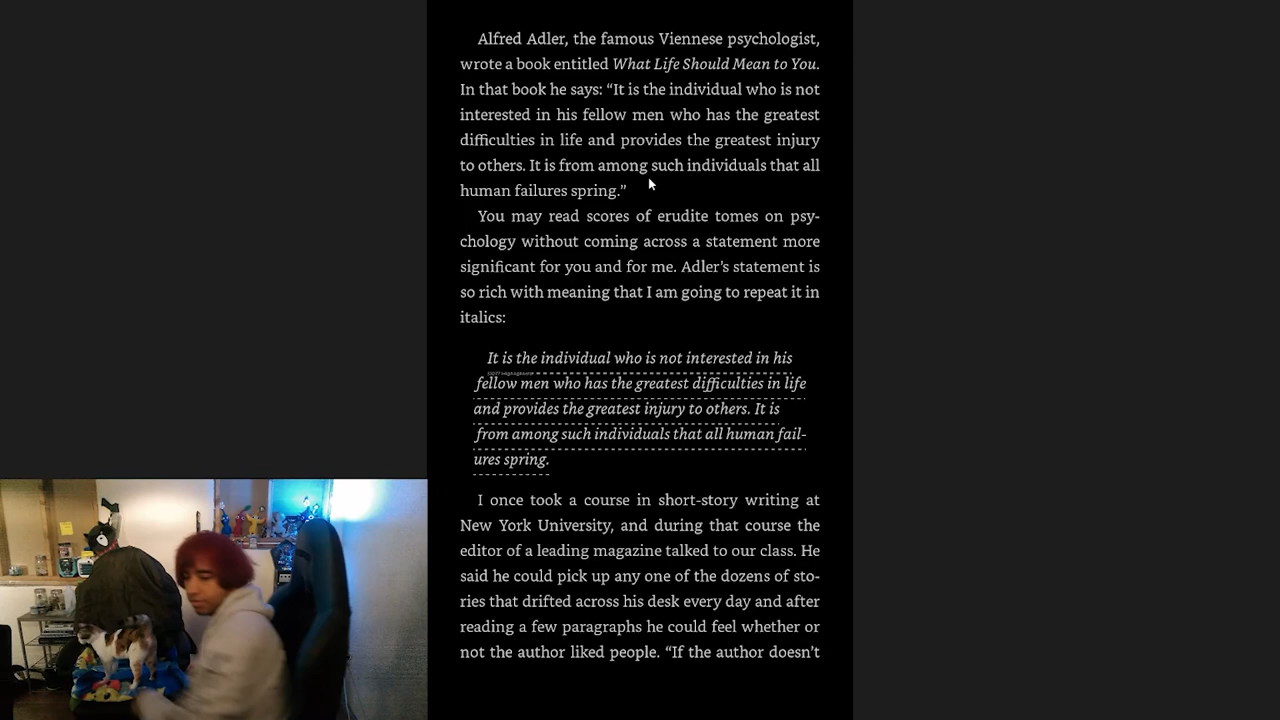 Alfred Adler, the famous Viennese psychologist,
wrote a book entitled What Life Should Mean to You.
In that book he says: “It is the individual who is not
interested in his fellow men who has the greatest
difficulties in life and provides the greatest injury
to others. It is from among such individuals that all
human failures spring.”
You may read scores of erudite tomes on psy-
chology without coming across a statement more
significant for you and for me. Adler’s statement is
so rich with meaning that I am going to repeat it in
italics:
It is the individual who is not interested in his
fellow men who has the greatest difficulties in life
and provides the greatest injury to others. It is
from among such individuals that all human fail-
ures spring.
I once took a course in short-story writing at
New York University, and during that course the
editor of a leading magazine talked to our class. He
said he could pick up any one of the dozens of sto-
ries that drifted across his desk every day and after
reading a few paragraphs he could feel whether or
not the author liked people. “If the author doesn’t